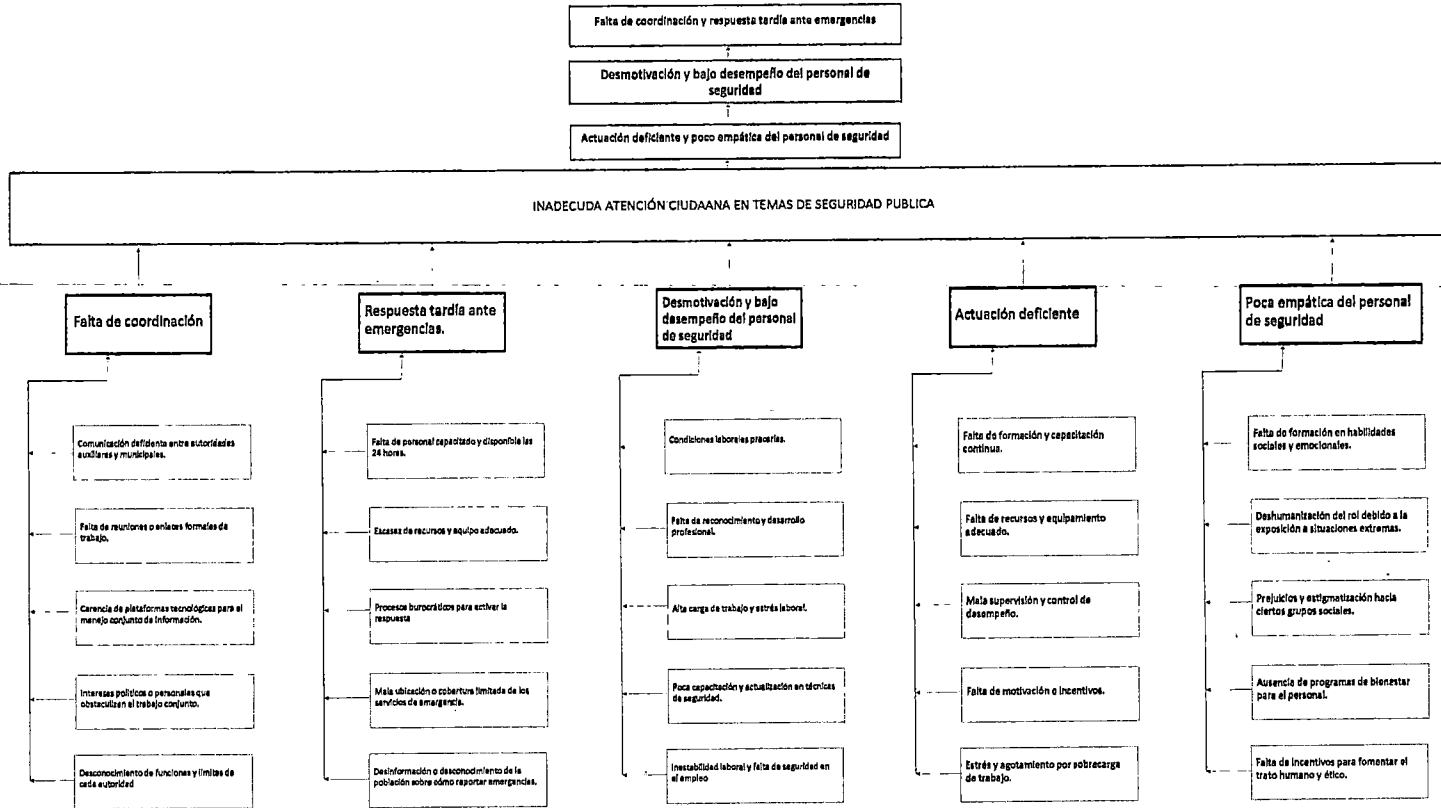 Falta de coordinación y respuesta tardía ante emergencias
Desmotivación y bajo desempeño del personal de
seguridad
Actuación deficiente y poco empática del personal de seguridad
INADECUDA ATENCIÓN CIUDAANA EN TEMAS DE SEGURIDAD PUBLICA
Falta de coordinación
Comunicación deficiente entre autoridades
auxiliares y municipales.
Falta de reuniones o enlaces formales de
trabajo.
Carencia de plataformas tecnológicas para el
manejo conjunto de información.
Intereses políticos o personales que
obstaculizan el trabajo conjunto.
Desconocimiento de funciones y límites de
cada autoridad
Respuesta tardía ante
emergencias.
Falta de personal capacitado y disponible las
24 horas.
Escasez de recursos y equipo adecuado.
Procesos burocráticos para activar la
respuesta
Mala ubicación o cobertura limitada de los
servicios de emergencia.
Desinformación o desconocimiento de la
población sobre cómo reportar emergencias.
Desmotivación y bajo
desempeño del personal
de seguridad
Condiciones laborales precarias.
Falta de reconocimiento y desarrollo
profesional.
Alta carga de trabajo y estrés laboral.
Poca capacitación y actualización en técnicas
de seguridad.
Inestabilidad laboral y falta de seguridad en
el empleo
Actuación deficiente
Falta de formación y capacitación
continua.
Falta de recursos y equipamiento
adecuado.
Mala supervisión y control de
desempeño.
Falta de motivación o incentivos.
Estrés y agotamiento por sobrecarga
de trabajo.
Poca empática del personal
de seguridad
Falta de formación en habilidades
sociales y emocionales.
Deshumanización del rol debido a la
exposición a situaciones extremas.
Prejuicios y estigmatización hacia
ciertos grupos sociales.
Ausencia de programas de bienestar
para el personal.
Falta de incentivos para fomentar el
trato humano y ético.